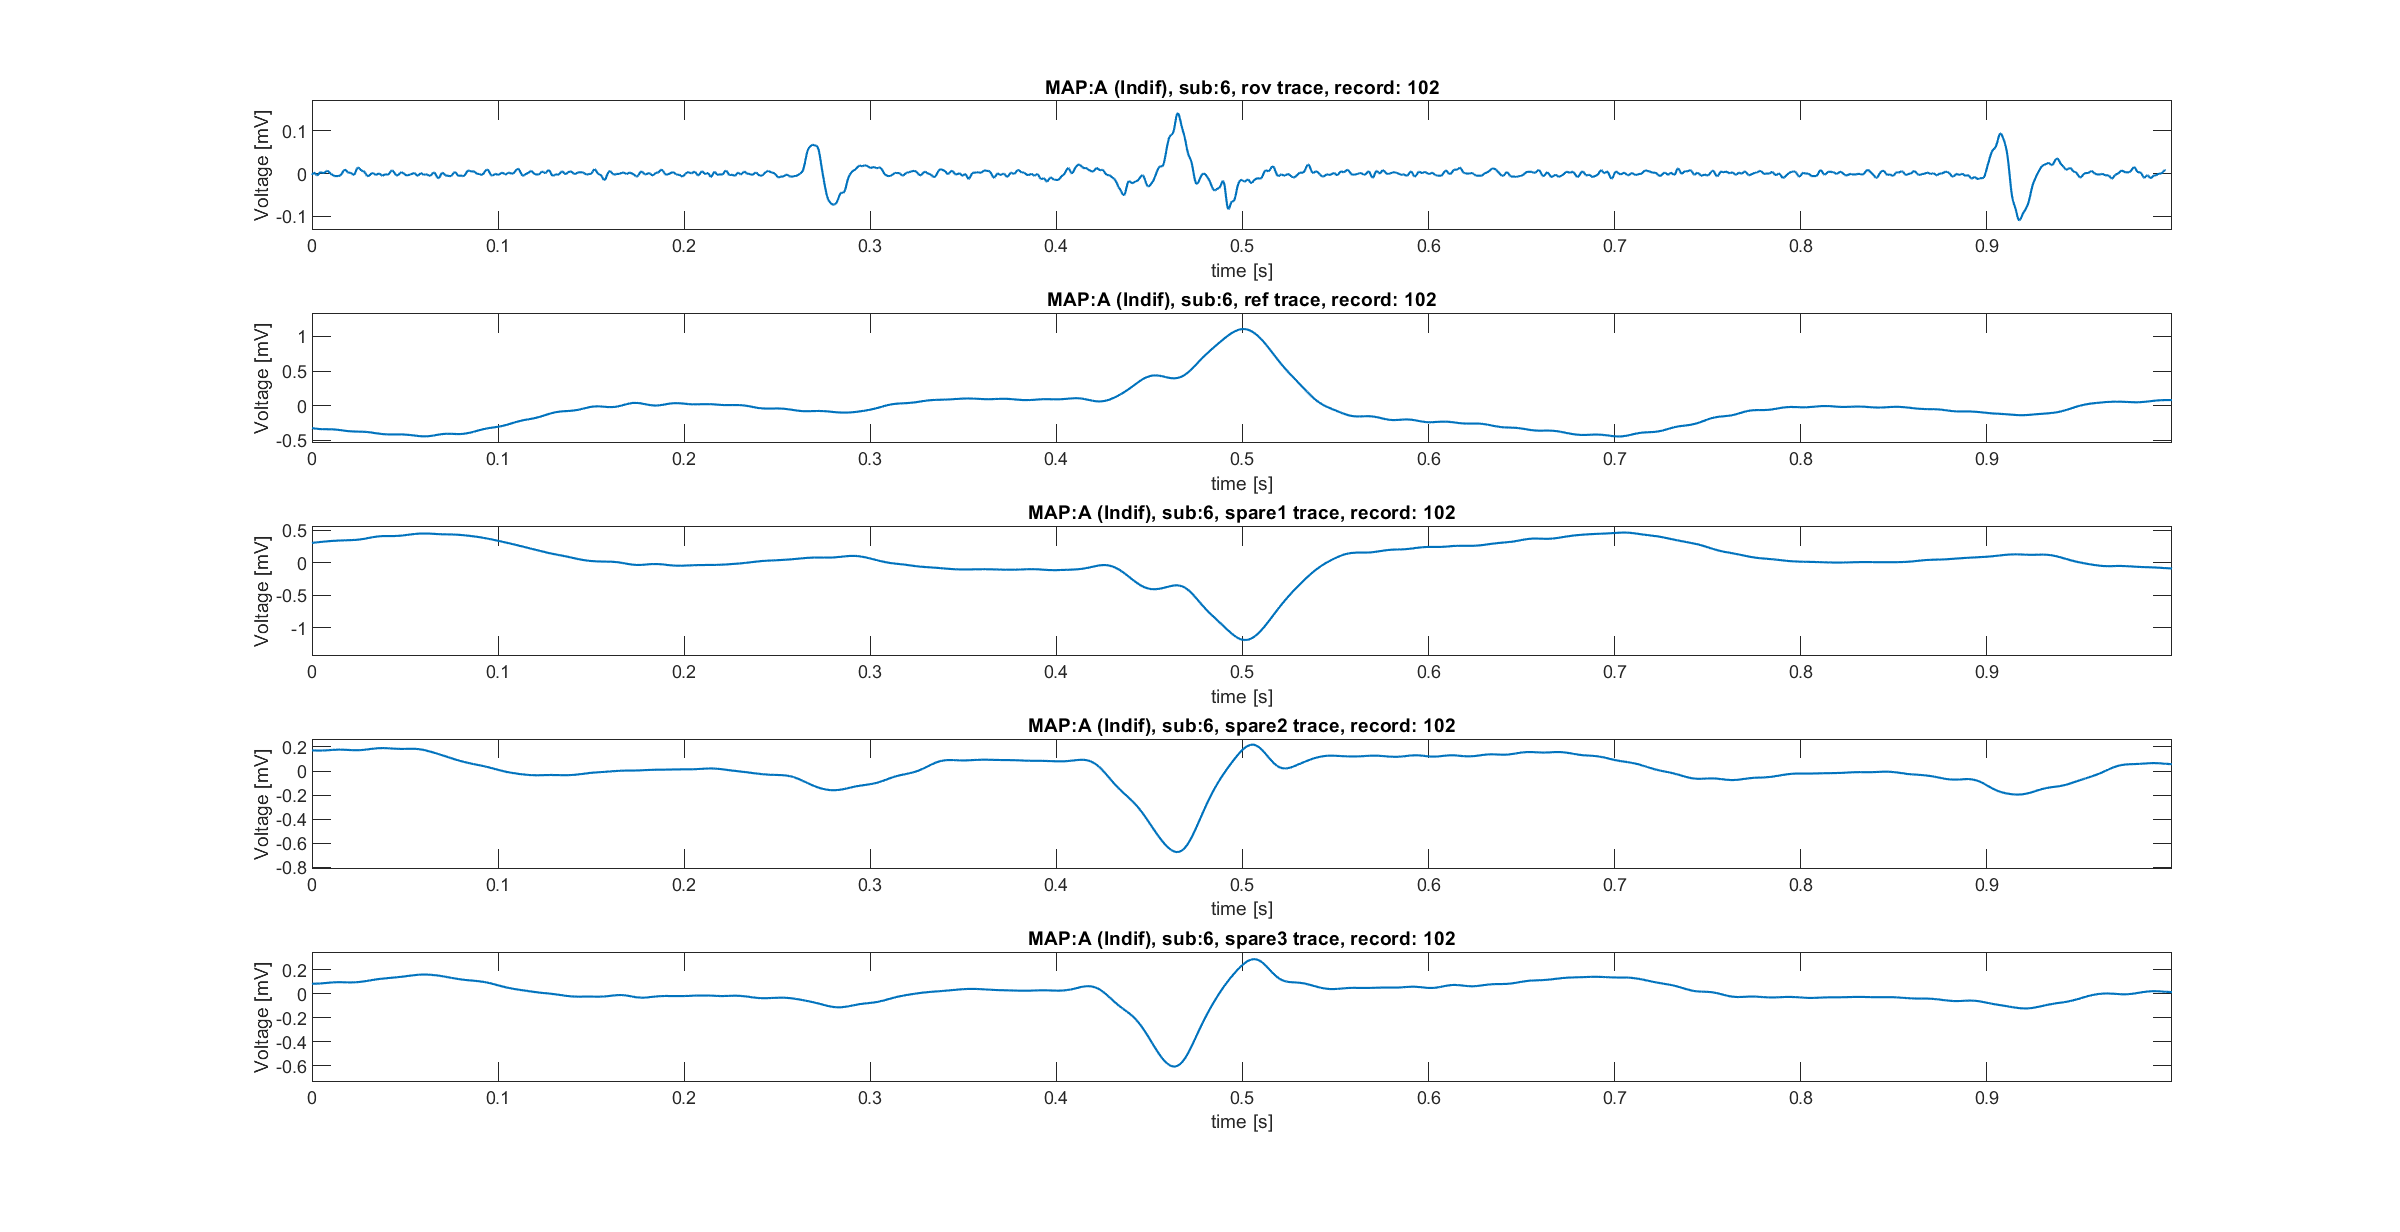 MAP:A (Indif), sub:6, rov trace, record: 102
Voltage [mV]
0.1
0
-0.1
0 0.1 0.2 0.3 0.4 0.5 0.6 0.7 0.8 0.9
time [s]
MAP:A (Indif), sub:6, ref trace, record: 102
Voltage [mV]
1
0.5
0
-0.5
0 0.1 0.2 0.3 0.4 0.5 0.6 0.7 0.8 0.9
time [s]
MAP:A (Indif), sub:6, spare1 trace, record: 102
Voltage [mV]
0.5
0
-0.5
-1
0 0.1 0.2 0.3 0.4 0.5 0.6 0.7 0.8 0.9
time [s]
MAP:A (Indif), sub:6, spare2 trace, record: 102
Voltage [mV]
0.2
0
-0.2
-0.4
-0.6
-0.8
0 0.1 0.2 0.3 0.4 0.5 0.6 0.7 0.8 0.9
time [s]
MAP:A (Indif), sub:6, spare3 trace, record: 102
Voltage [mV]
0.2
0
-0.2
-0.4
-0.6
0 0.1 0.2 0.3 0.4 0.5 0.6 0.7 0.8 0.9
time [s]